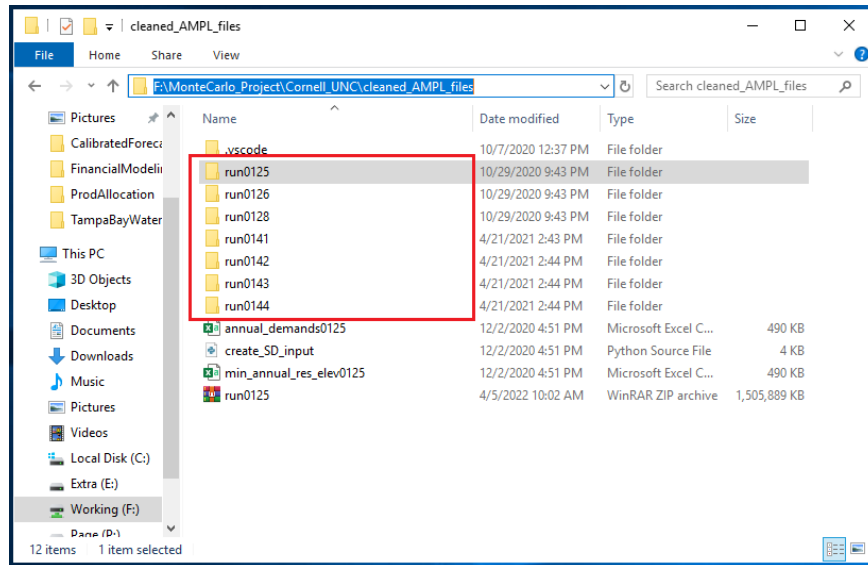 cleaned_AMPL_files
File Home Share View
F:\MonteCarlo_Project\Cornell_UNC\cleaned_AMPL_files Search cleaned_AMPL_files
Name Date modified Type Size
Pictures
CalibratedForeca
FinancialModelin
ProdAllocation
TampaBayWater
This PC
3D Objects
Desktop
Documents
Downloads
Music
Pictures
Videos
Local Disk (C:)
Extra (E:)
Working (F:)
Page (P:)
.vscode 10/7/2020 12:37 PM File folder
run0125 10/29/2020 9:43 PM File folder
run0126 10/29/2020 9:43 PM File folder
run0128 10/29/2020 9:43 PM File folder
run0141 4/21/2021 2:43 PM File folder
run0142 4/21/2021 2:44 PM File folder
run0143 4/21/2021 2:44 PM File folder
run0144 4/21/2021 2:44 PM File folder
annual_demands0125 12/2/2020 4:51 PM Microsoft Excel C... 490 KB
create_SD_input 12/2/2020 4:51 PM Python Source File 4 KB
min_annual_res_elev0125 12/2/2020 4:51 PM Microsoft Excel C... 490 KB
run0125 4/5/2022 10:02 AM WinRAR ZIP archive 1,505,889 KB
12 items 1 item selected